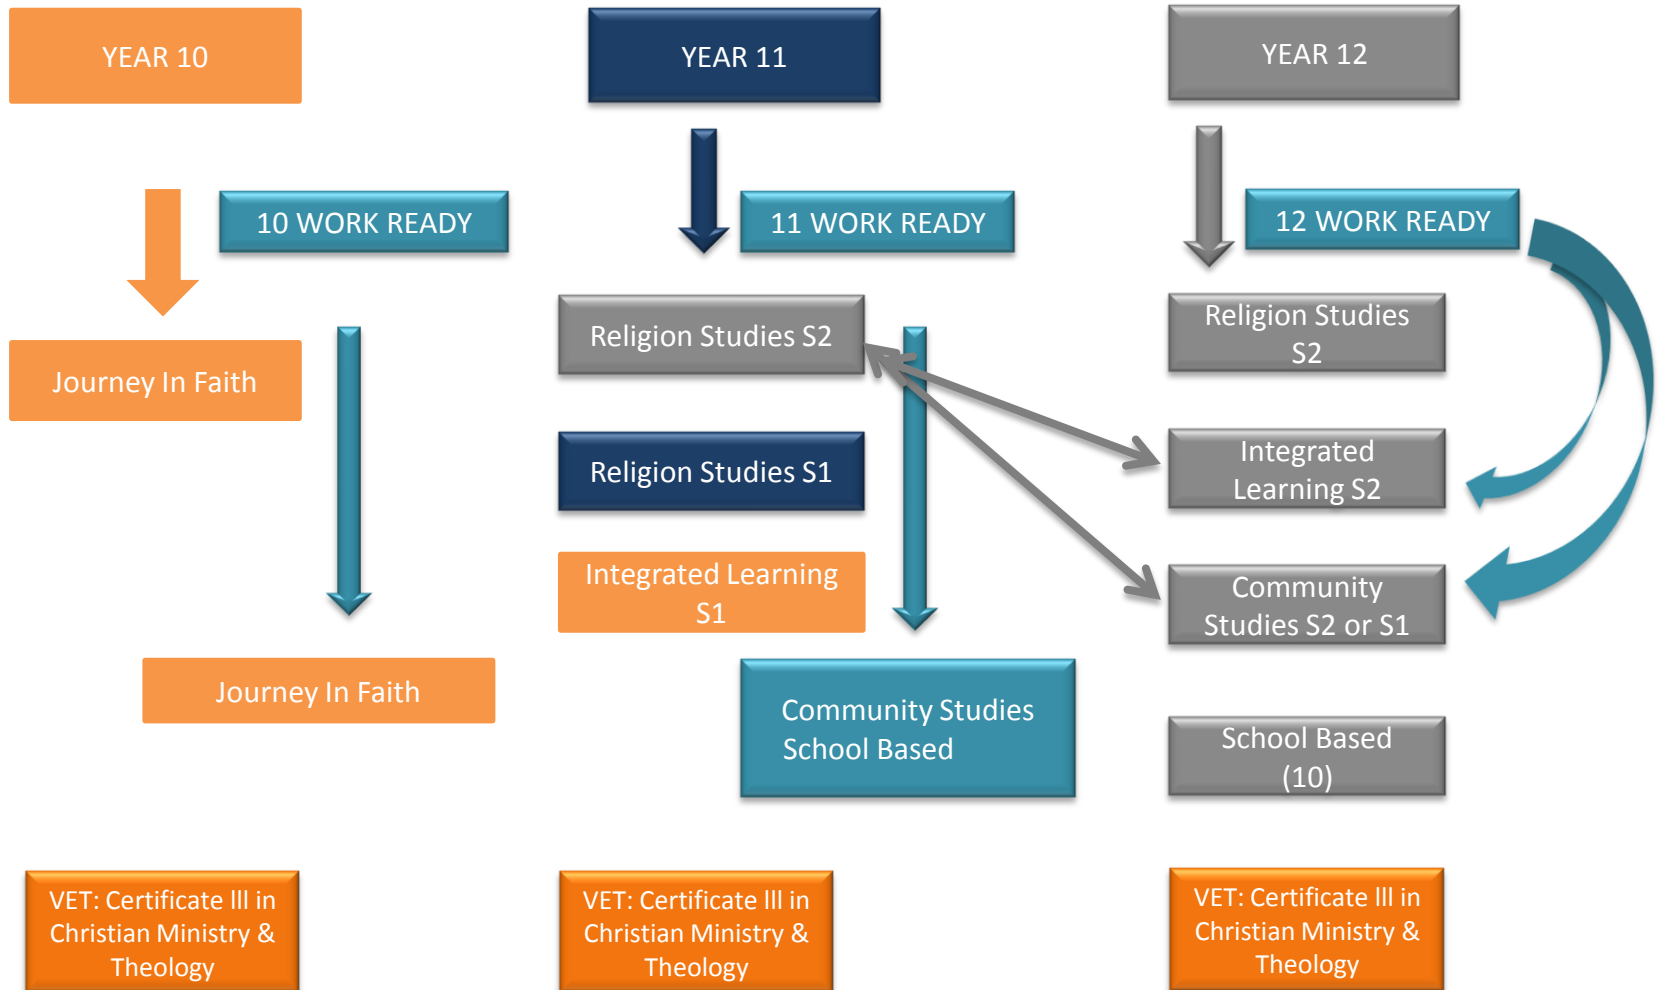 YEAR 10
YEAR 11
YEAR 12
10 WORK READY
11 WORK READY
12 WORK READY
Journey In Faith
Religion Studies S2
Religion Studies
S2
Religion Studies S1
Integrated
Learning S2
Integrated Learning
S1
Community
Studies S2 or S1
Journey In Faith
Community Studies
School Based
School Based
(10)
VET: Certificate lll in
Christian Ministry &
Theology
VET: Certificate lll in
Christian Ministry &
Theology
VET: Certificate lll in
Christian Ministry &
Theology